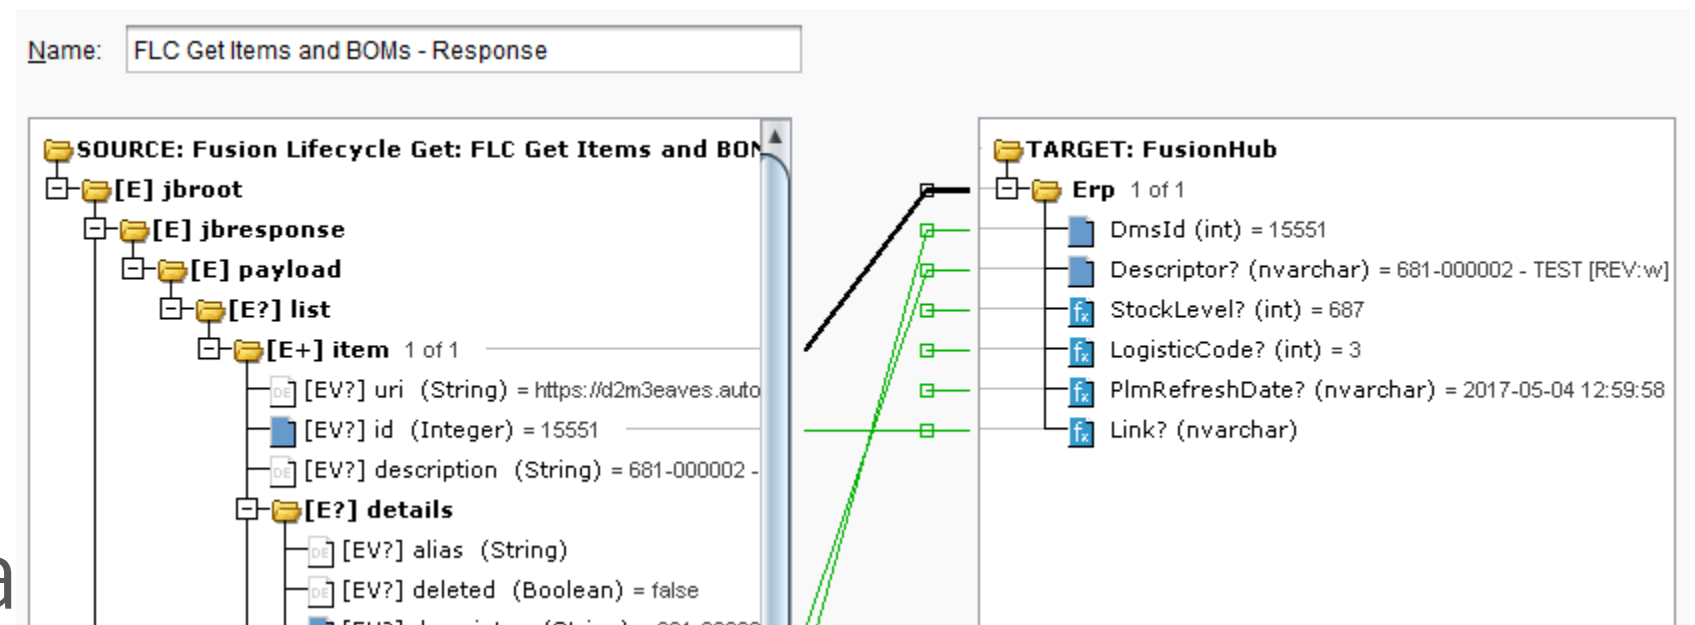 Name: FLC Get Items and BOMs - Response
SOURCE: Fusion Lifecycle Get: FLC Get Items and BOM
[E] jbroot
[E] jbresponse
[E] payload
[E?] list
[E+] item 1 of 1
[EV?] uri (String) = https://d2m3eaves.auto
[EV?] id (Integer) = 15551
[EV?] description (String) = 681-000002 -
[E?] details
[EV?] alias (String)
[EV?] deleted (Boolean) = false
TARGET: FusionHub
Erp 1 of 1
DmsId (int) = 15551
Descriptor? (nvarchar) = 681-000002 - TEST [REV:w]
StockLevel? (int) = 687
LogisticCode? (int) = 3
PlmRefreshDate? (nvarchar) = 2017-05-04 12:59:58
Link? (nvarchar)
a